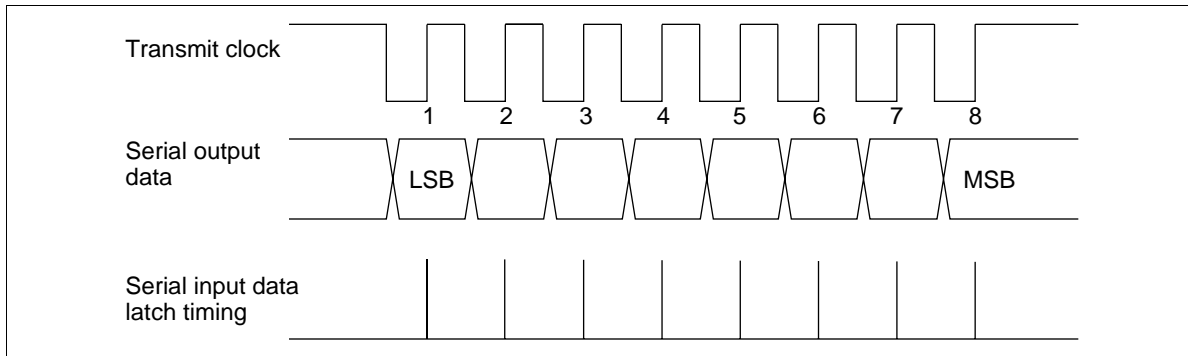 Transmit clock
1 2 3 4 5 6 7 8
Serial output
data
LSB
MSB
Serial input data
latch timing